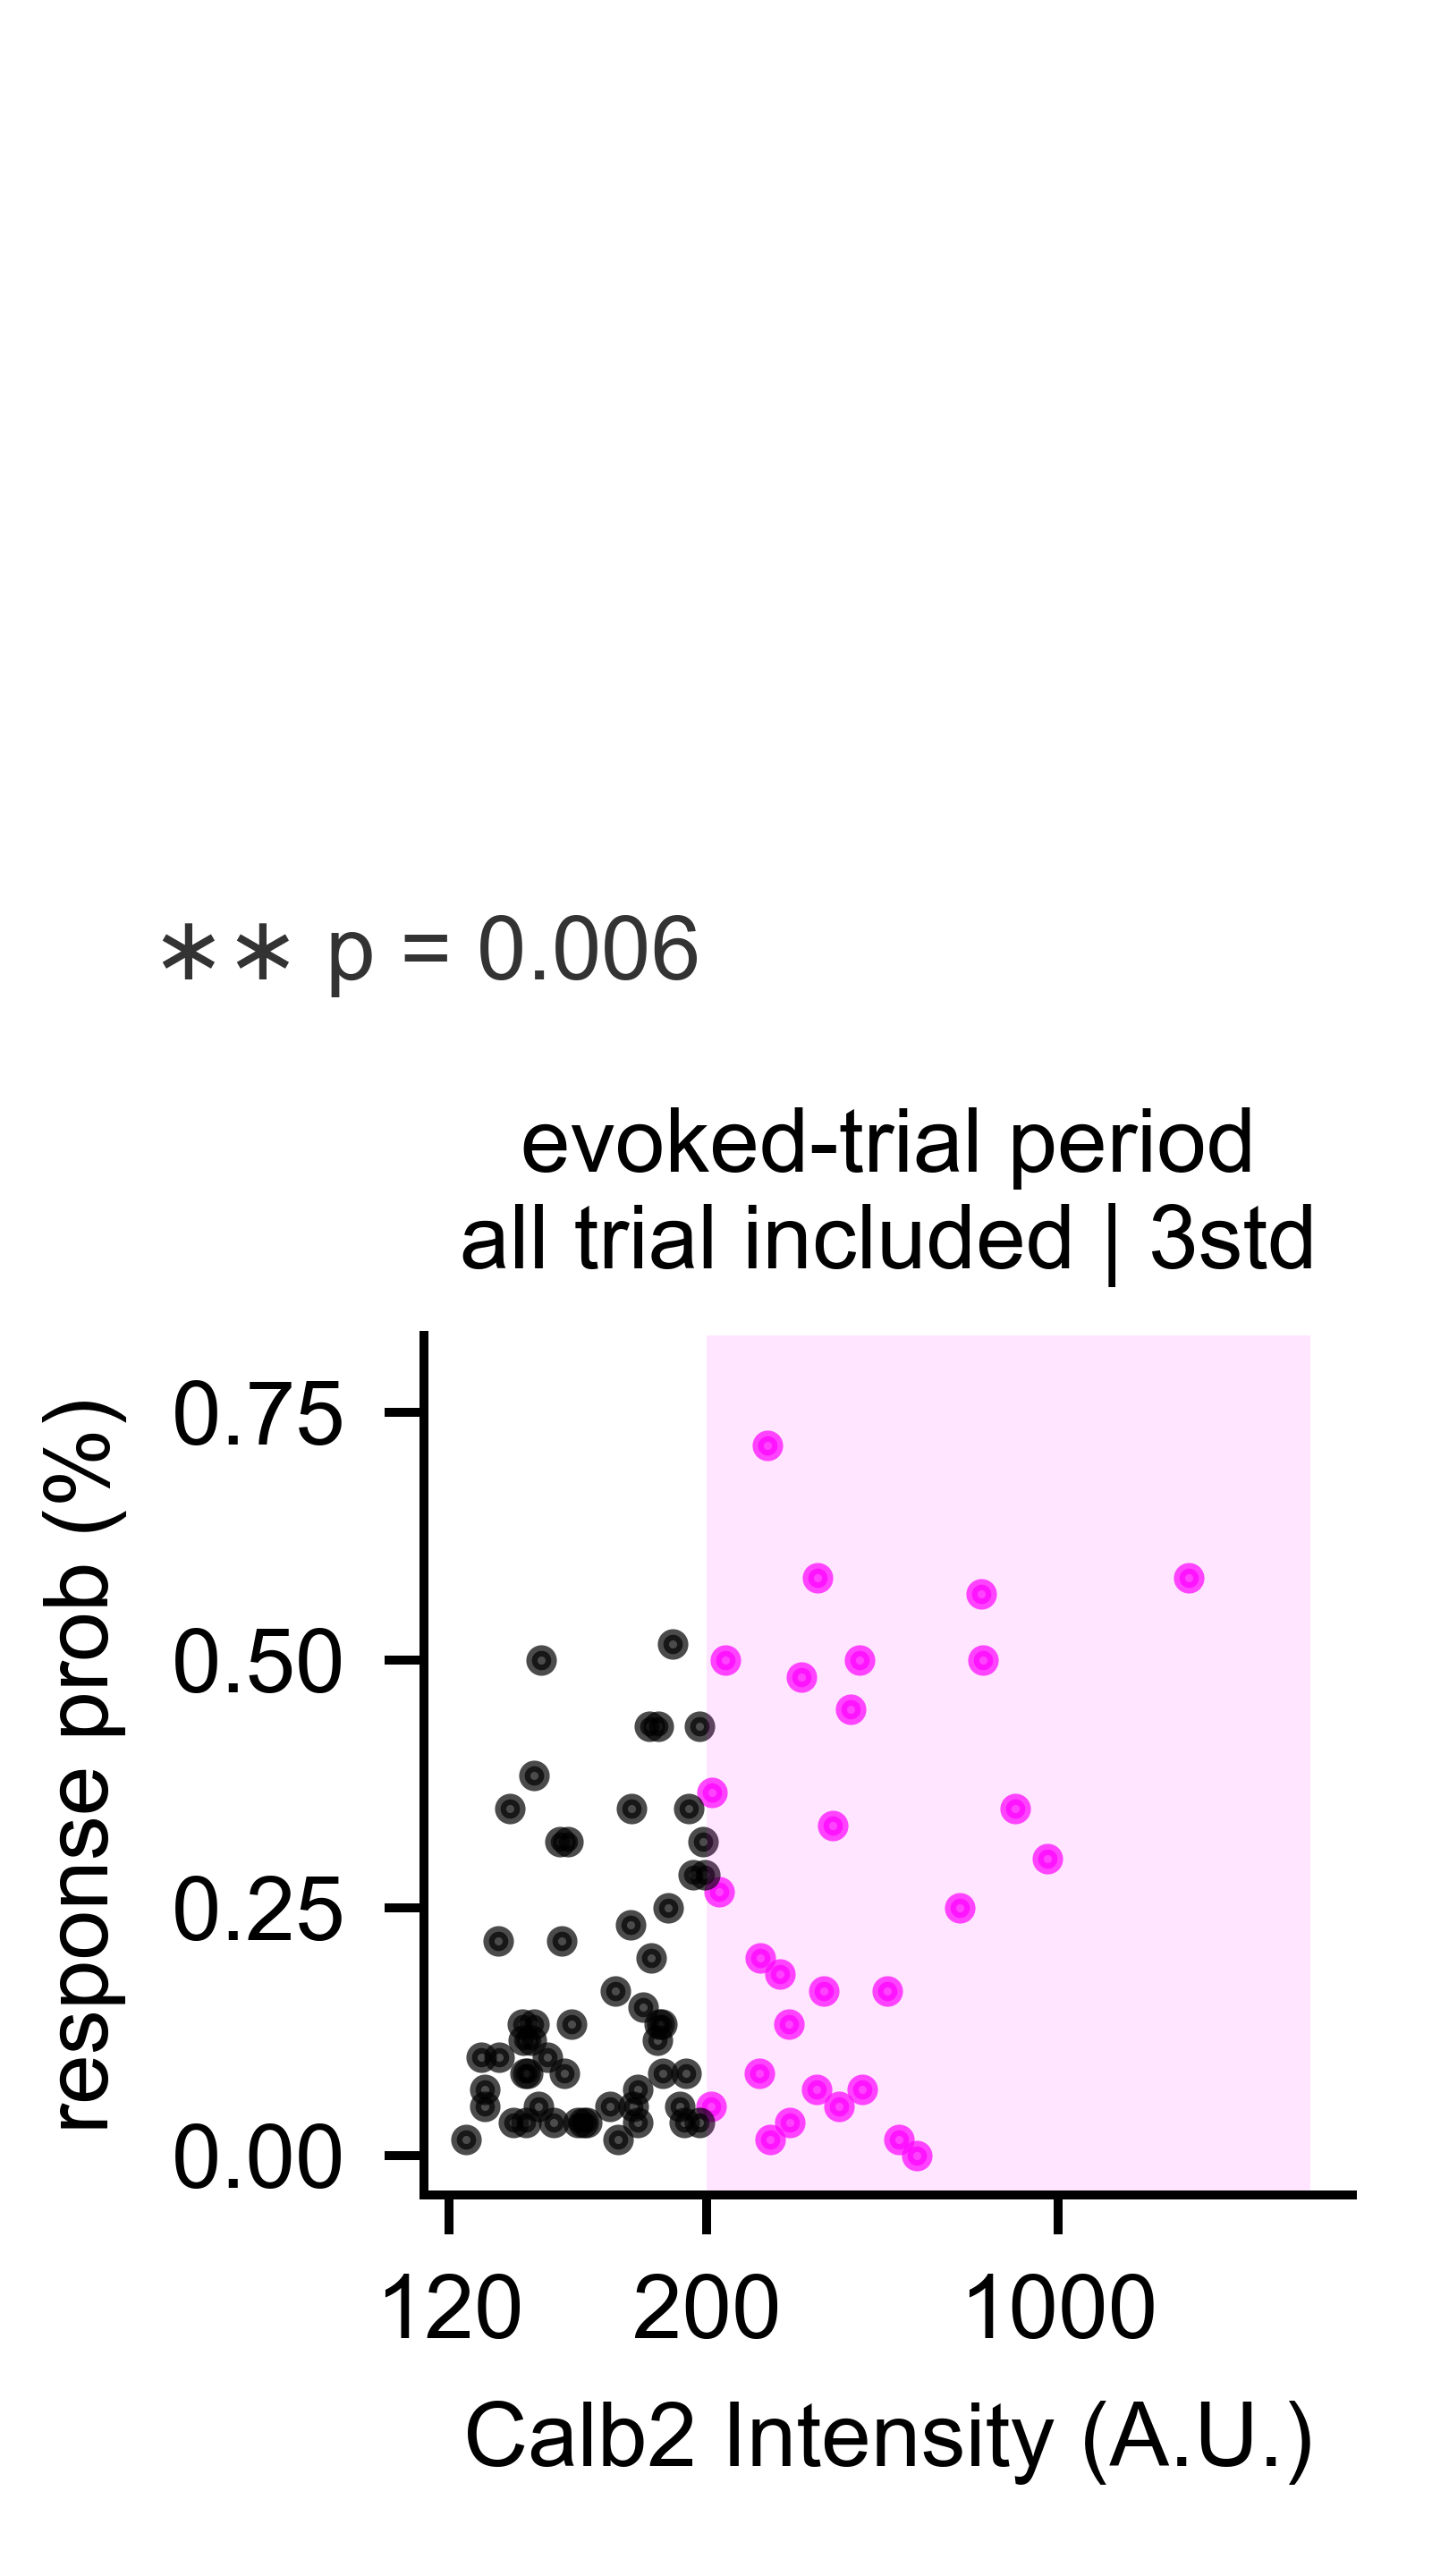 ∗∗ p = 0.006
evoked-trial period
all trial included | 3std
response prob (%)
0.75
0.50
0.25
0.00
120 200 1000
Calb2 Intensity (A.U.)